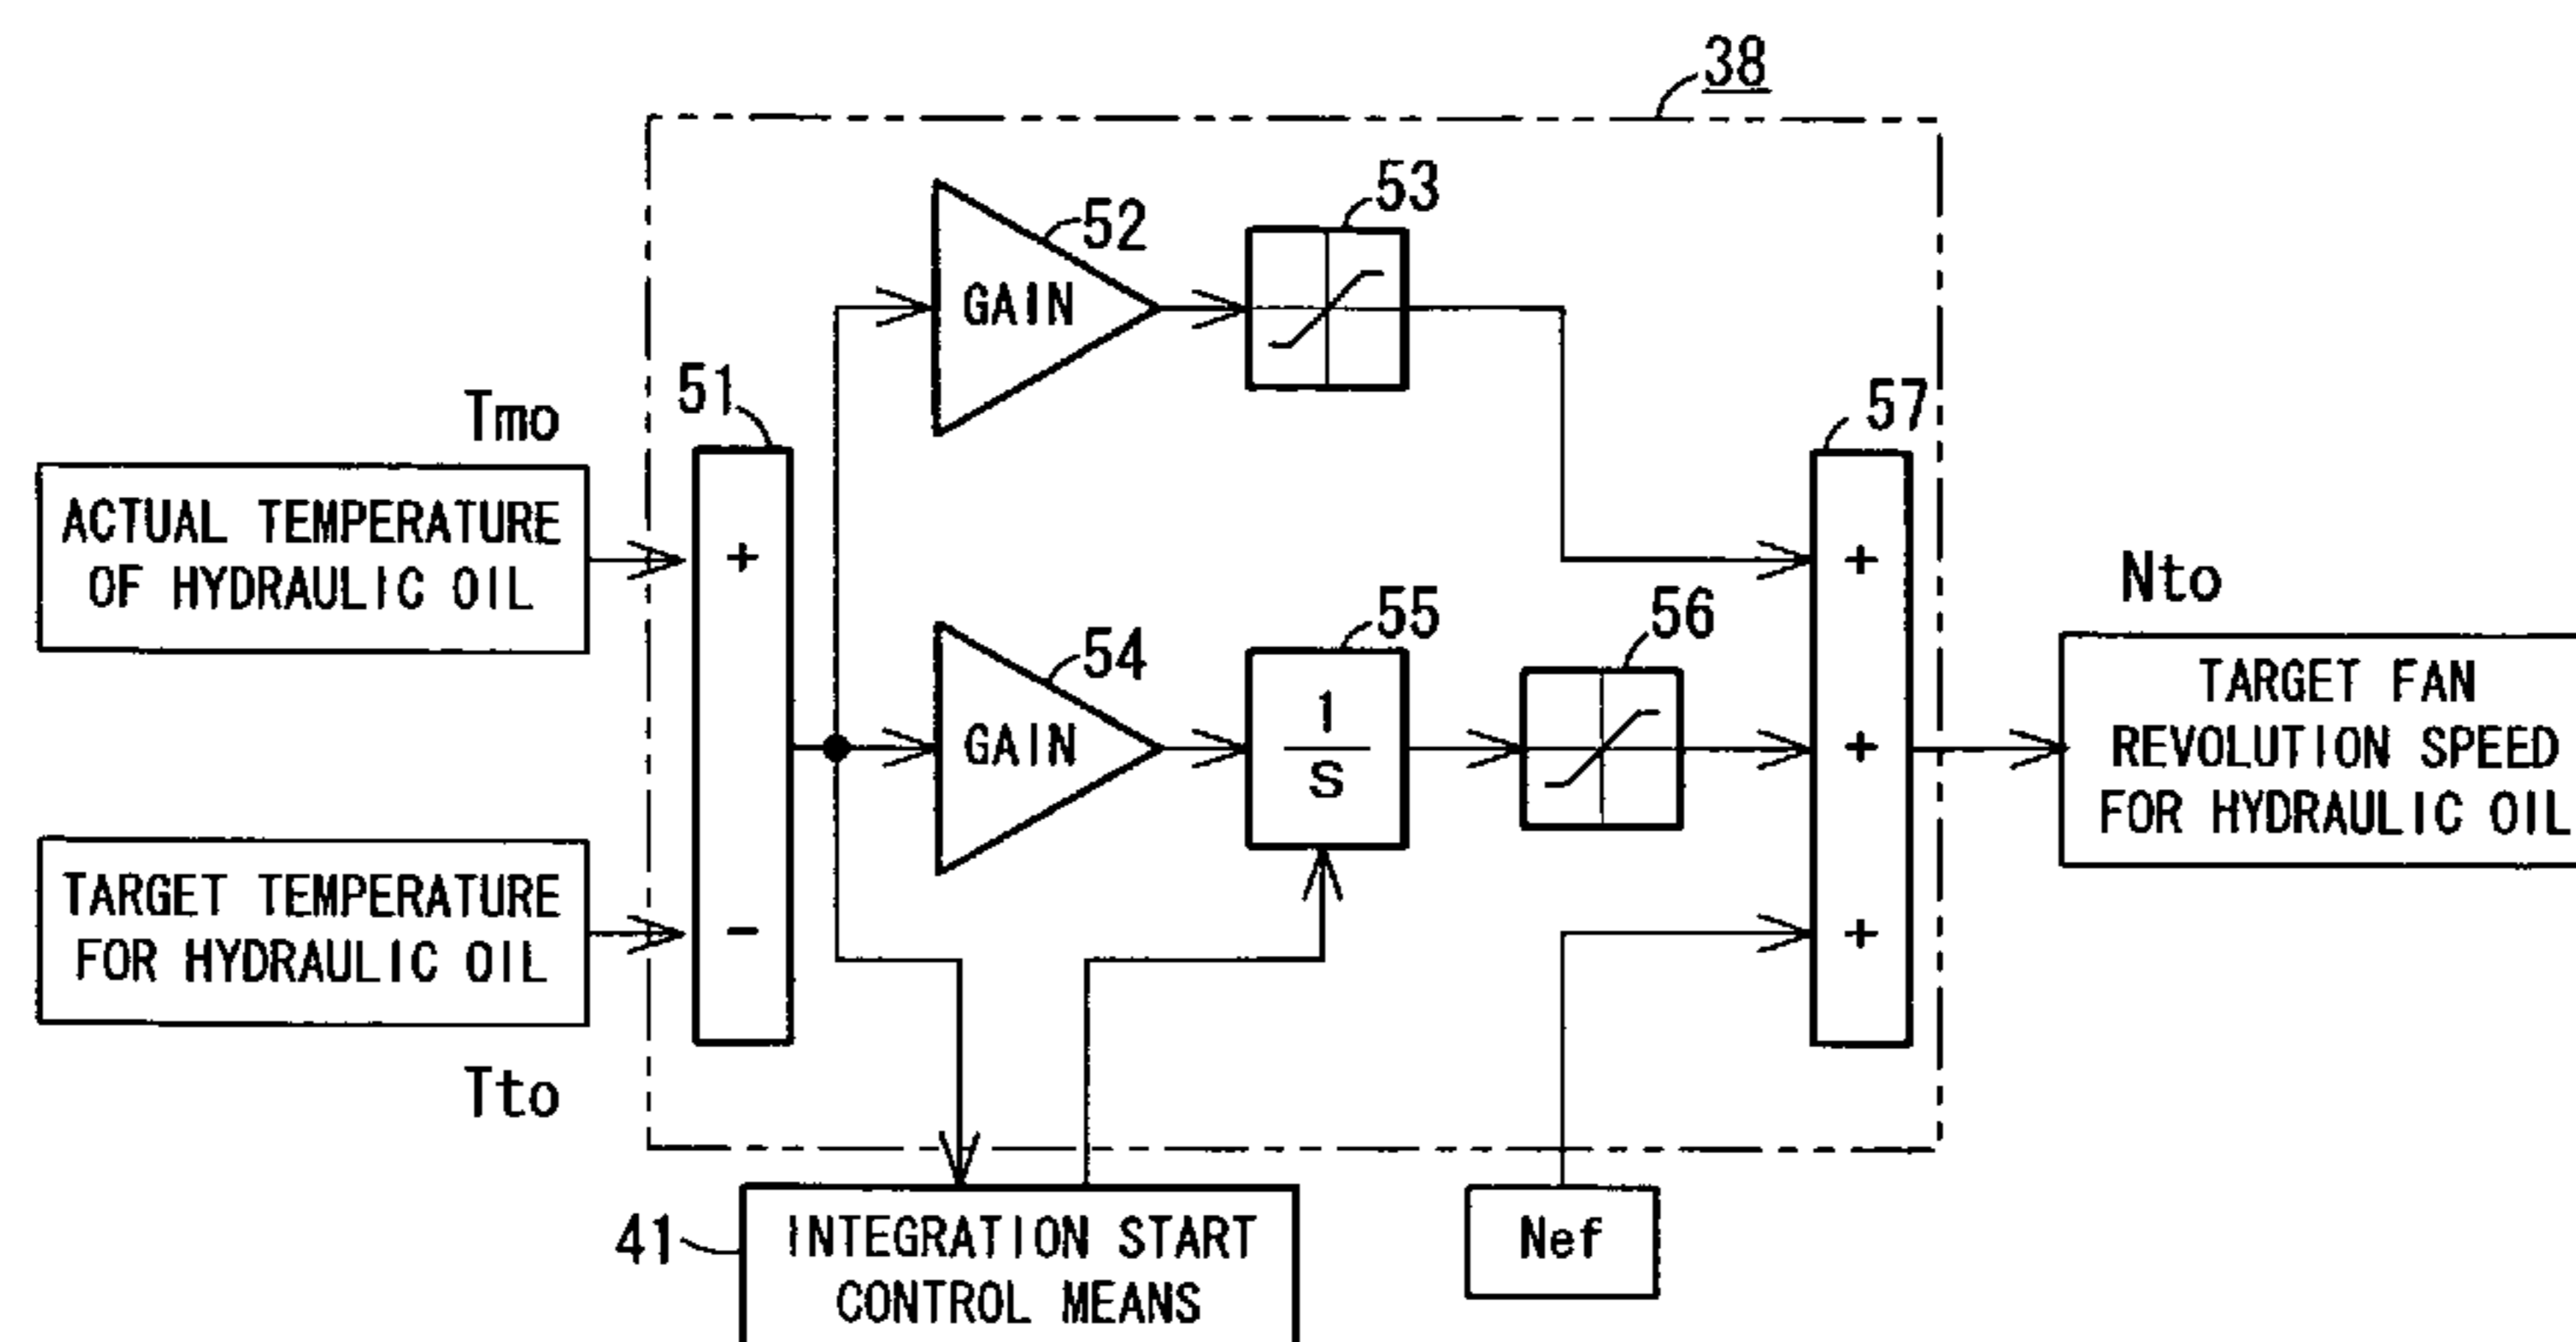 38
53
52
GAIN
51
57
Tmo
ACTUAL TEMPERATURE
OF HYDRAULIC OIL
+
+
Nto
55
56
54
GAIN
1
S
+
TARGET FAN
REVOLUTION SPEED
FOR HYDRAULIC OIL
TARGET TEMPERATURE
FOR HYDRAULIC OIL
-
+
Tto
41
INTEGRATION START
CONTROL MEANS
Nef